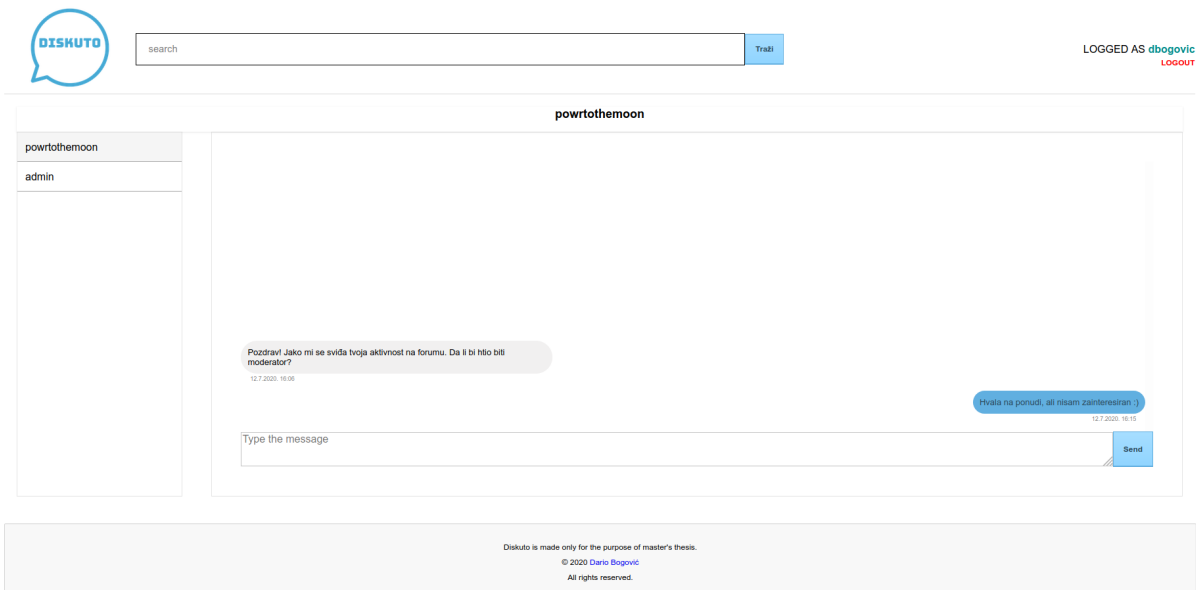 DISKUTO
search
Traži
LOGGED AS dbogovic
LOGOUT
powrtothemoon
powrtothemoon
admin
Pozdrav! Jako mi se sviđa tvoja aktivnost na forumu. Da li bi htio biti
moderator?
12.7.2020. 16:06
Hvala na ponudi, ali nisam zainteresiran :)
12.7.2020. 16:15
Type the message
Send
Diskuto is made only for the purpose of master's thesis.
© 2020 Dario Bogović
All rights reserved.